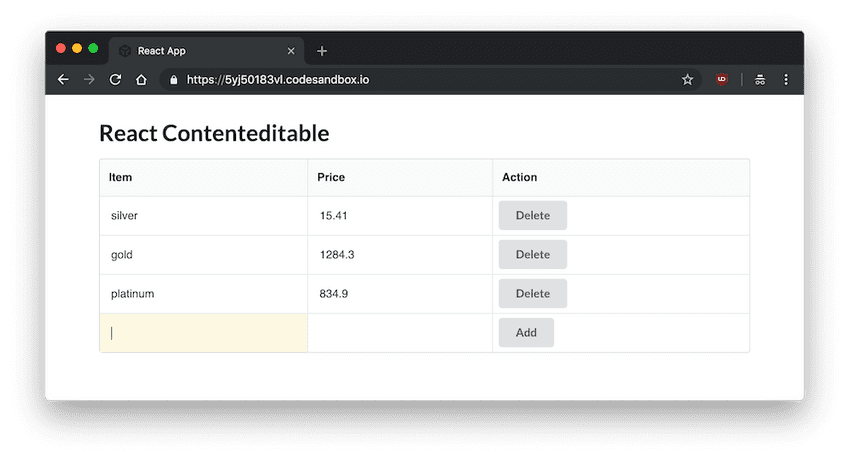 React App
https://5yj50183vl.codesandbox.io
React Contenteditable
Item Price Action
silver 15.41 Delete
gold 1284.3 Delete
platinum 834.9 Delete
Add